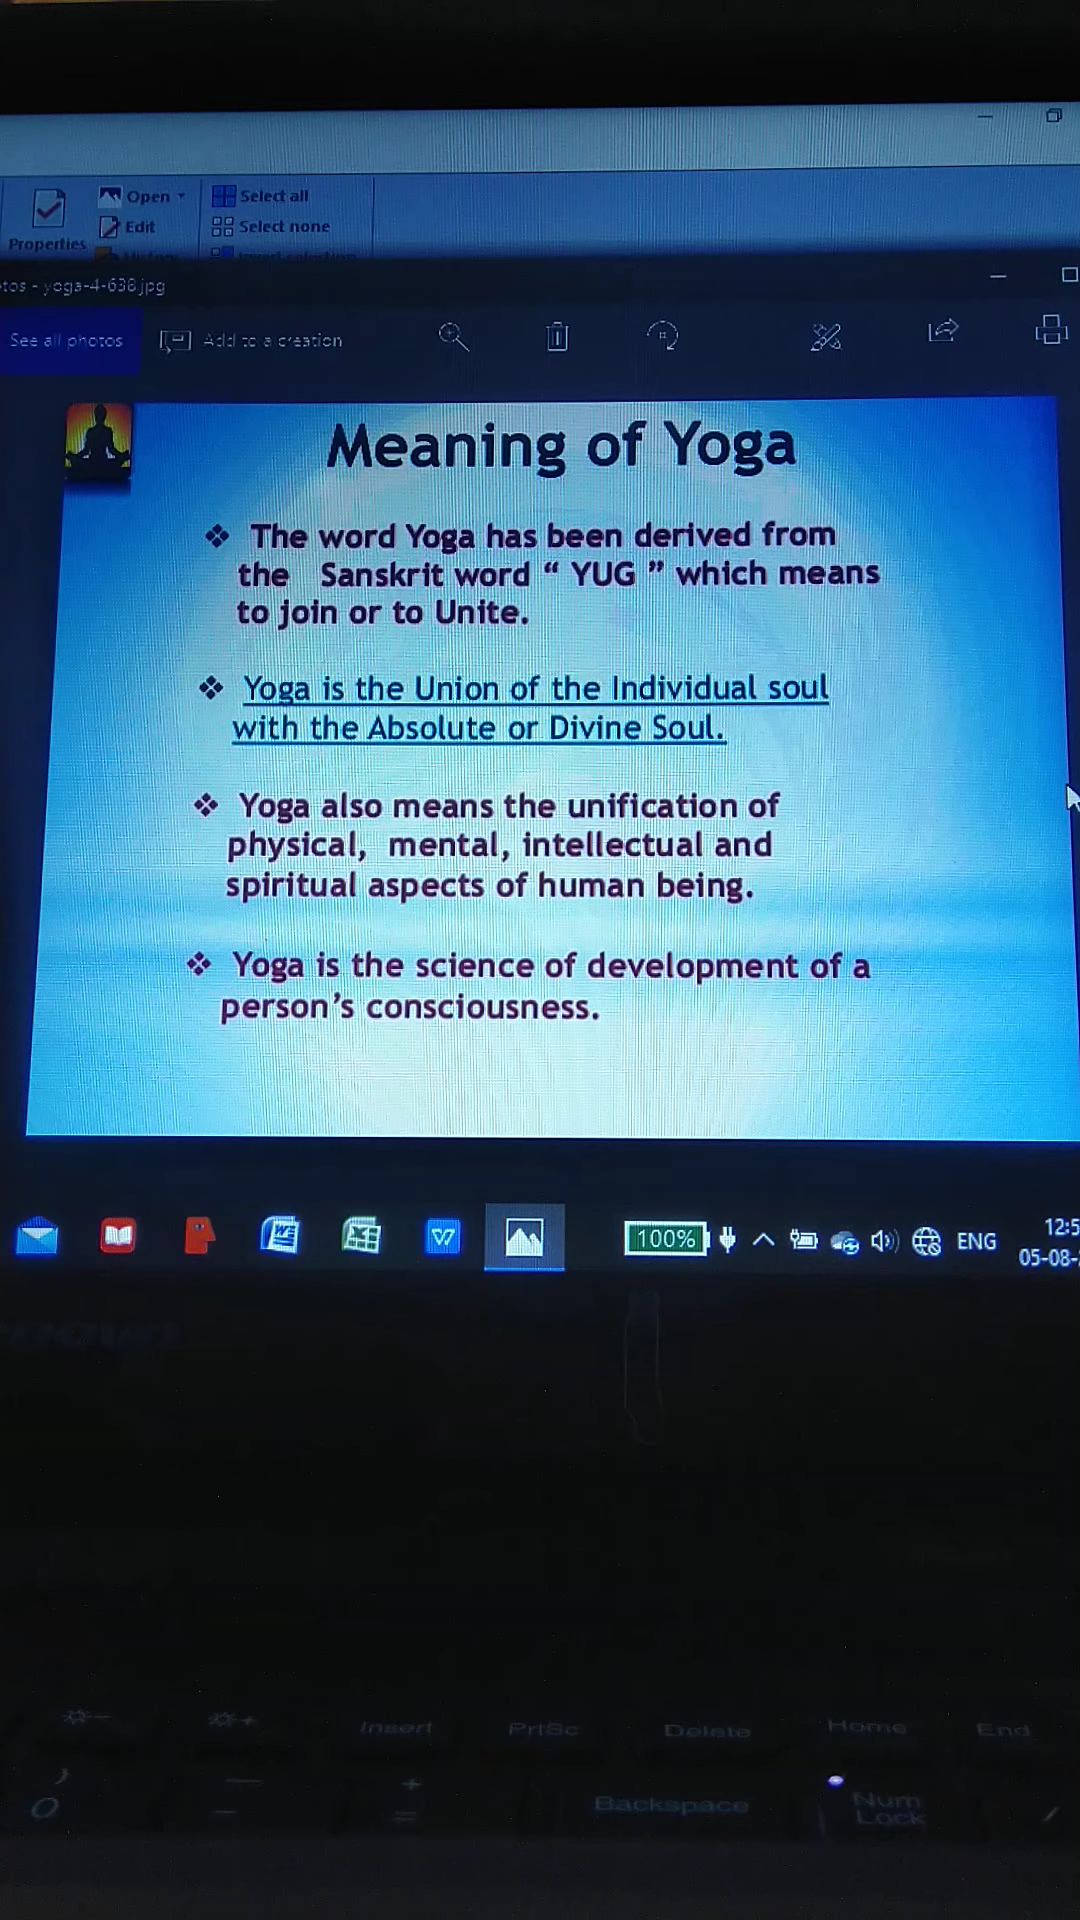 Open
Select all
Edit
Select none
Properties
tos - yoga-4-638.jpg
See all photos
Add to a creation
Meaning of Yoga
❖ The word Yoga has been derived from
the Sanskrit word “ YUG ” which means
to join or to Unite.
❖ Yoga is the Union of the Individual soul
with the Absolute or Divine Soul.
❖ Yoga also means the unification of
physical, mental, intellectual and
spiritual aspects of human being.
❖ Yoga is the science of development of a
person’s consciousness.
100%
ENG
12:5
05-08-
Insert
PrtSc
Delete
Home
End
Backspace
Num
Lock